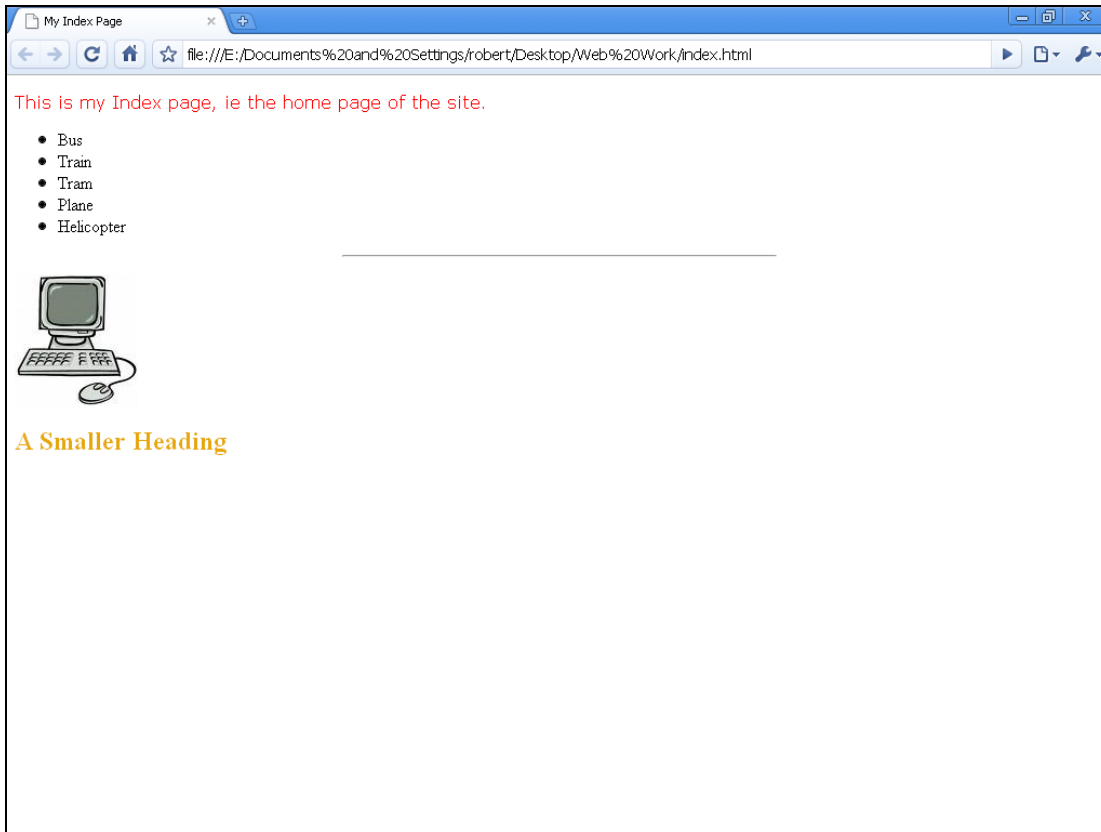 My Index Page
file:///E:/Documents%20and%20Settings/robert/Desktop/Web%20Work/index.html
This is my Index page, ie the home page of the site.
Bus
Train
Tram
Plane
Helicopter
A Smaller Heading